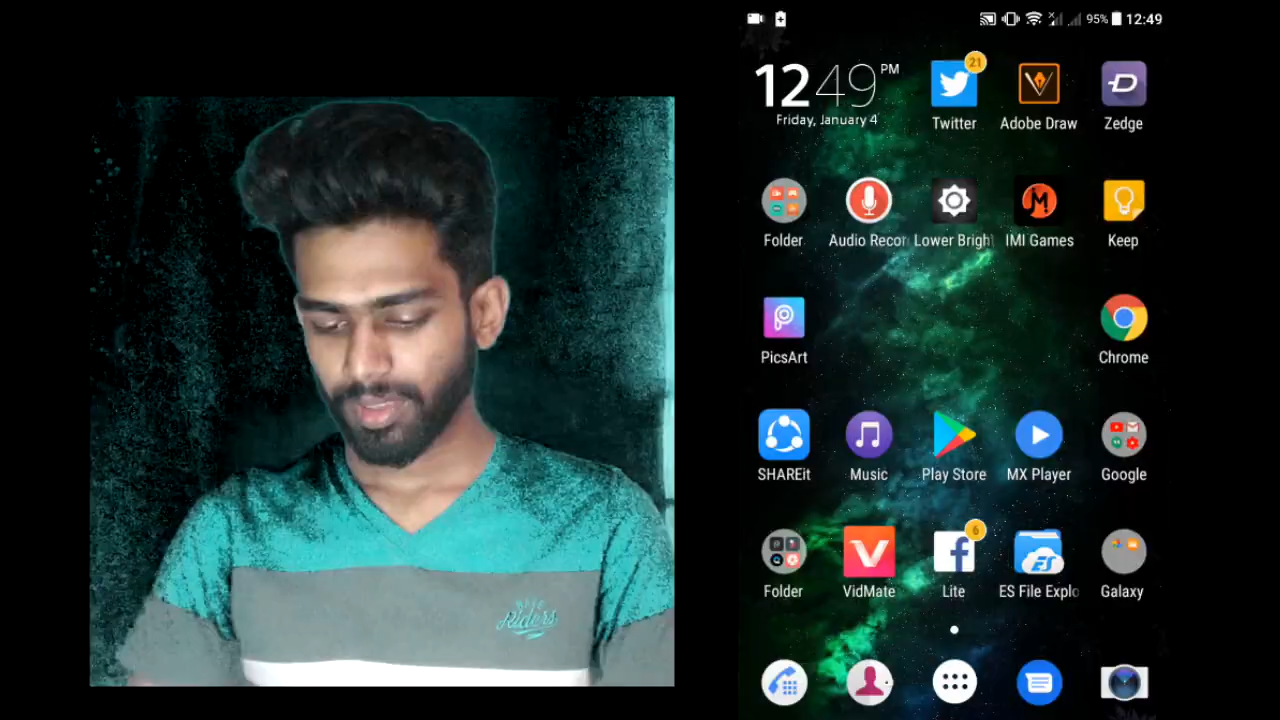 95% 12:49
12 49 PM
Friday, January 4
21
Twitter
Adobe Draw
Zedge
Folder
Audio Recor
Lower Bright
IMI Games
Keep
PicsArt
Chrome
SHAREit
Music
Play Store
MX Player
Google
Folder
VidMate
6
Lite
ES File Explo
Galaxy
Riders